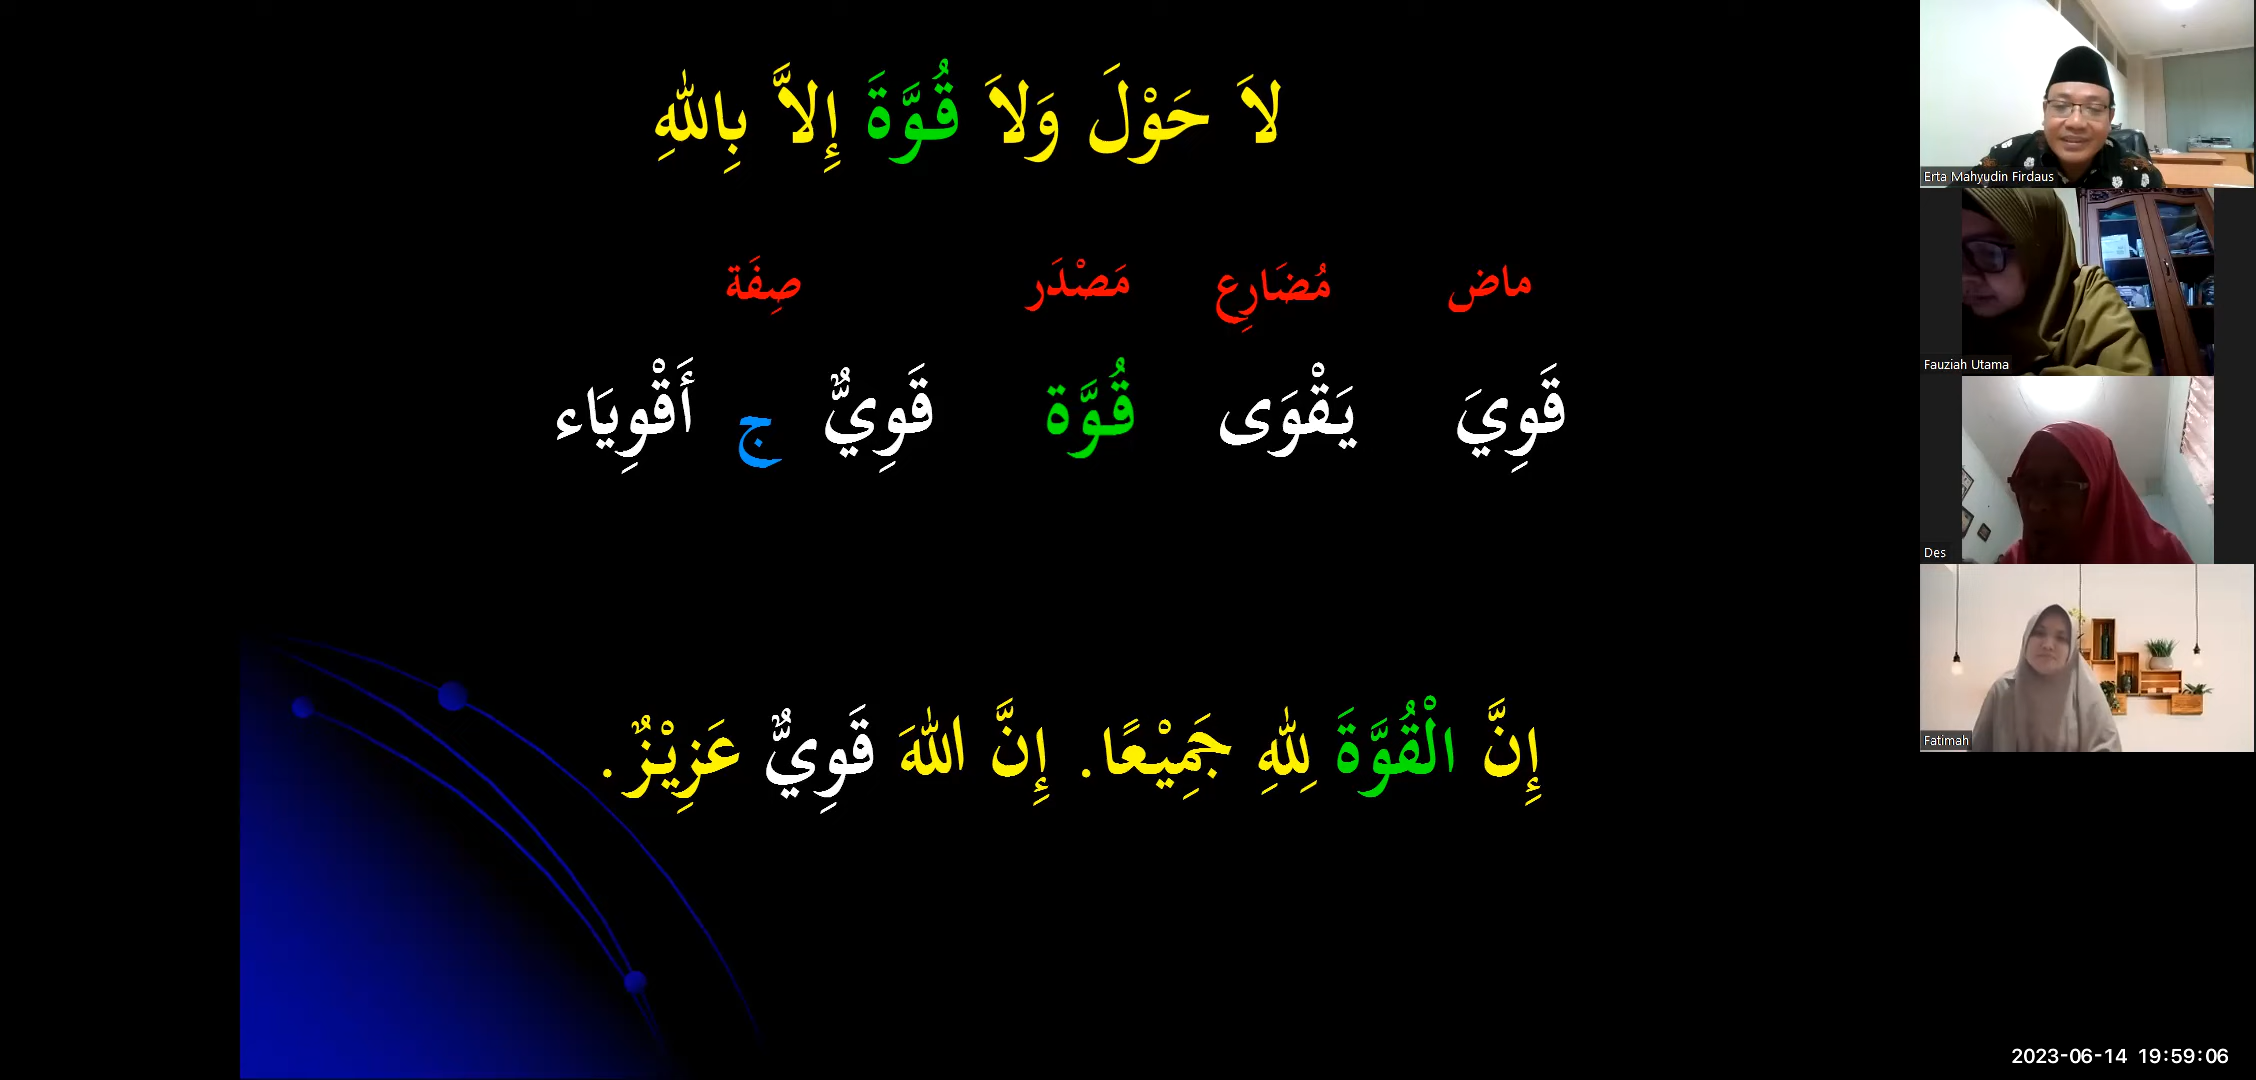 لاَ حَوْلَ وَلاَ قُوَّةَ إِلاَّ بِاللهِ
ماض مُضَارِع مَصْدَر صِفَة
قَوِيَ يَقْوَى قُوَّة قَوِيٌّ ج أَقْوِيَاء
إِنَّ الْقُوَّةَ لِلهِ جَمِيْعًا. إِنَّ اللهَ قَوِيٌّ عَزِيْزٌ.
Erta Mahyudin Firdaus
Fauziah Utama
Des
Fatimah
2023-06-14 19:59:06